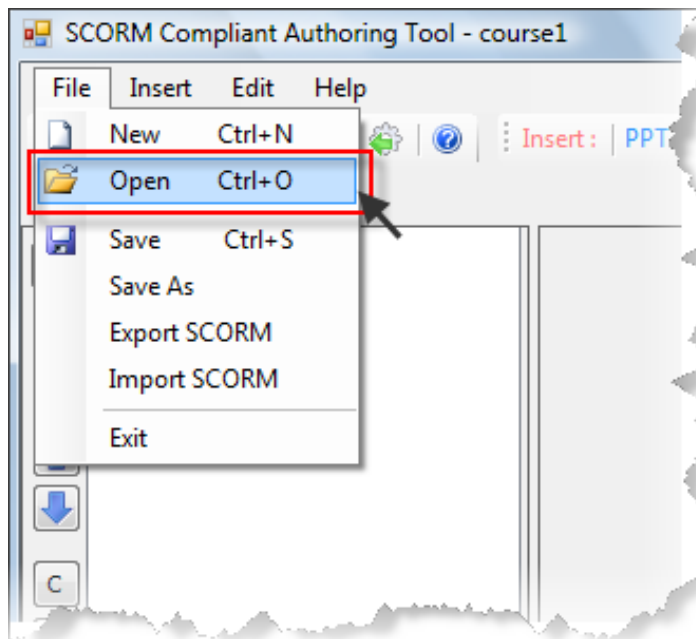 SCORM Compliant Authoring Tool - course1
File Insert Edit Help
New Ctrl+N
Insert : PPT
Open Ctrl+O
Save Ctrl+S
Save As
Export SCORM
Import SCORM
Exit
C